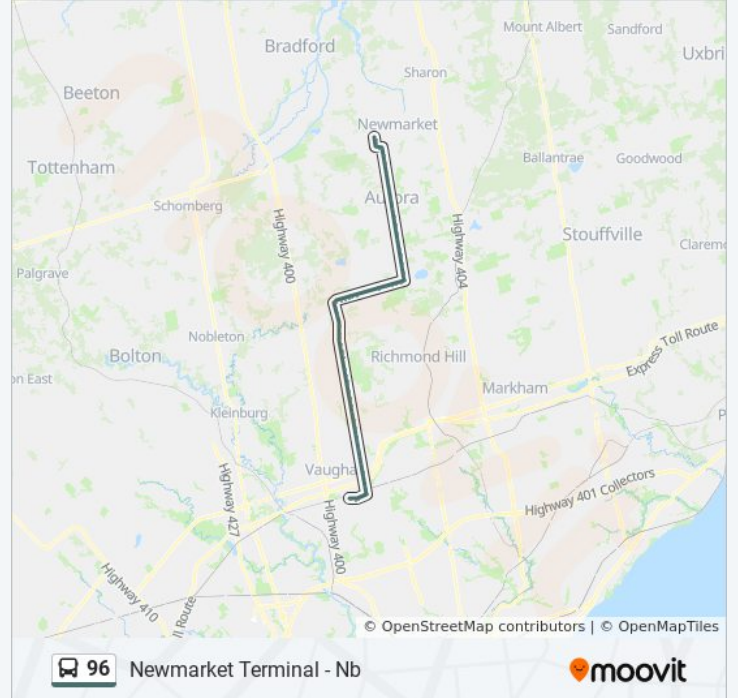 Mount Albert
Sandford
Bradford
Uxbri
Sharon
Beeton
Newmarket
Ballantrae
Goodwood
Tottenham
Aurora
Schomberg
Highway 400
Highway 404
Stouffville
Claremo
Palgrave
Nobleton
Express Toll Route
Bolton
Richmond Hill
on East
Markham
Kleinburg
P
Vaugha
Highway 427
Highway 400
Highway 401 Collectors
Highway 410
ll Route
© OpenStreetMap contributors | © OpenMapTiles
96 Newmarket Terminal - Nb
moovit